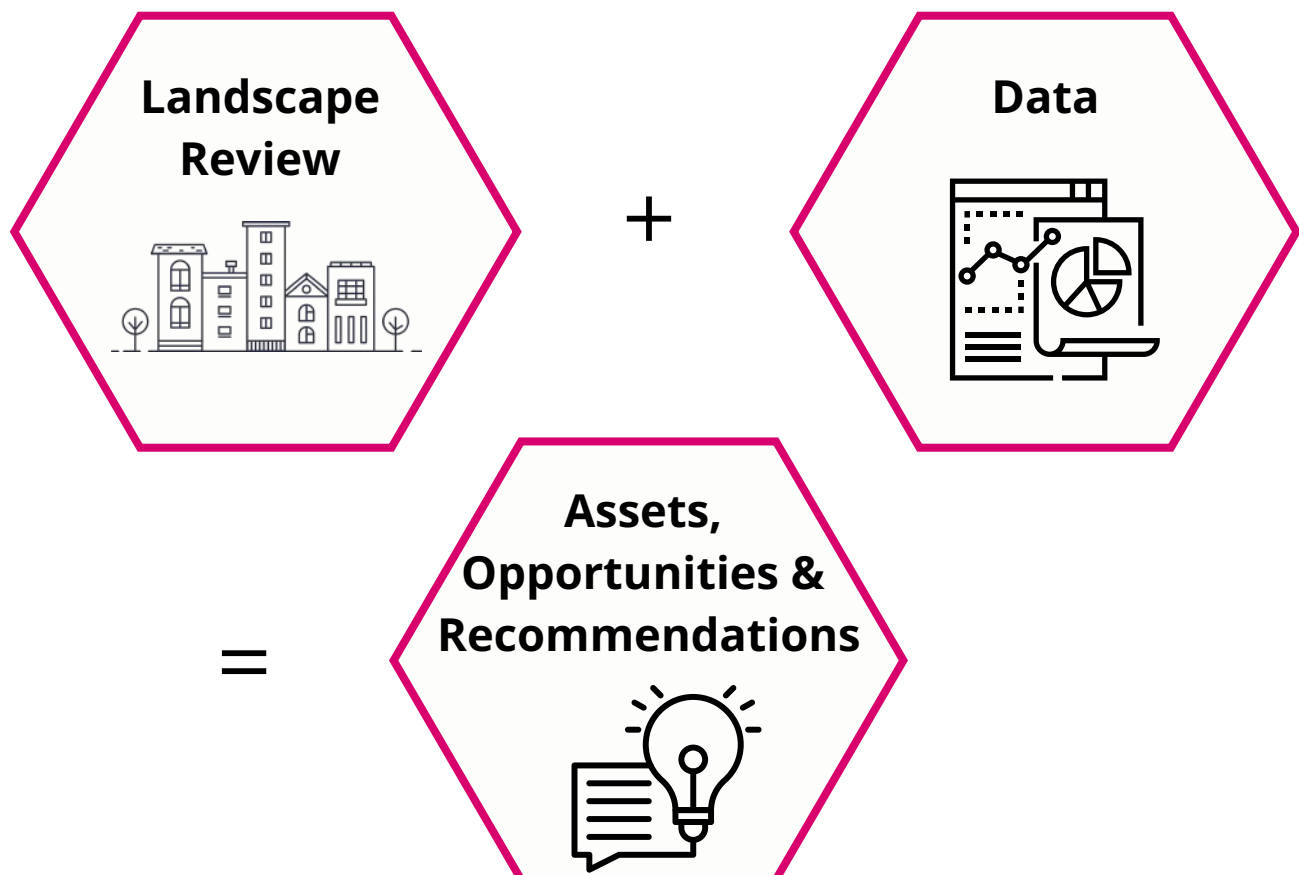 Landscape
Review
+
Data
=
Assets,
Opportunities &
Recommendations